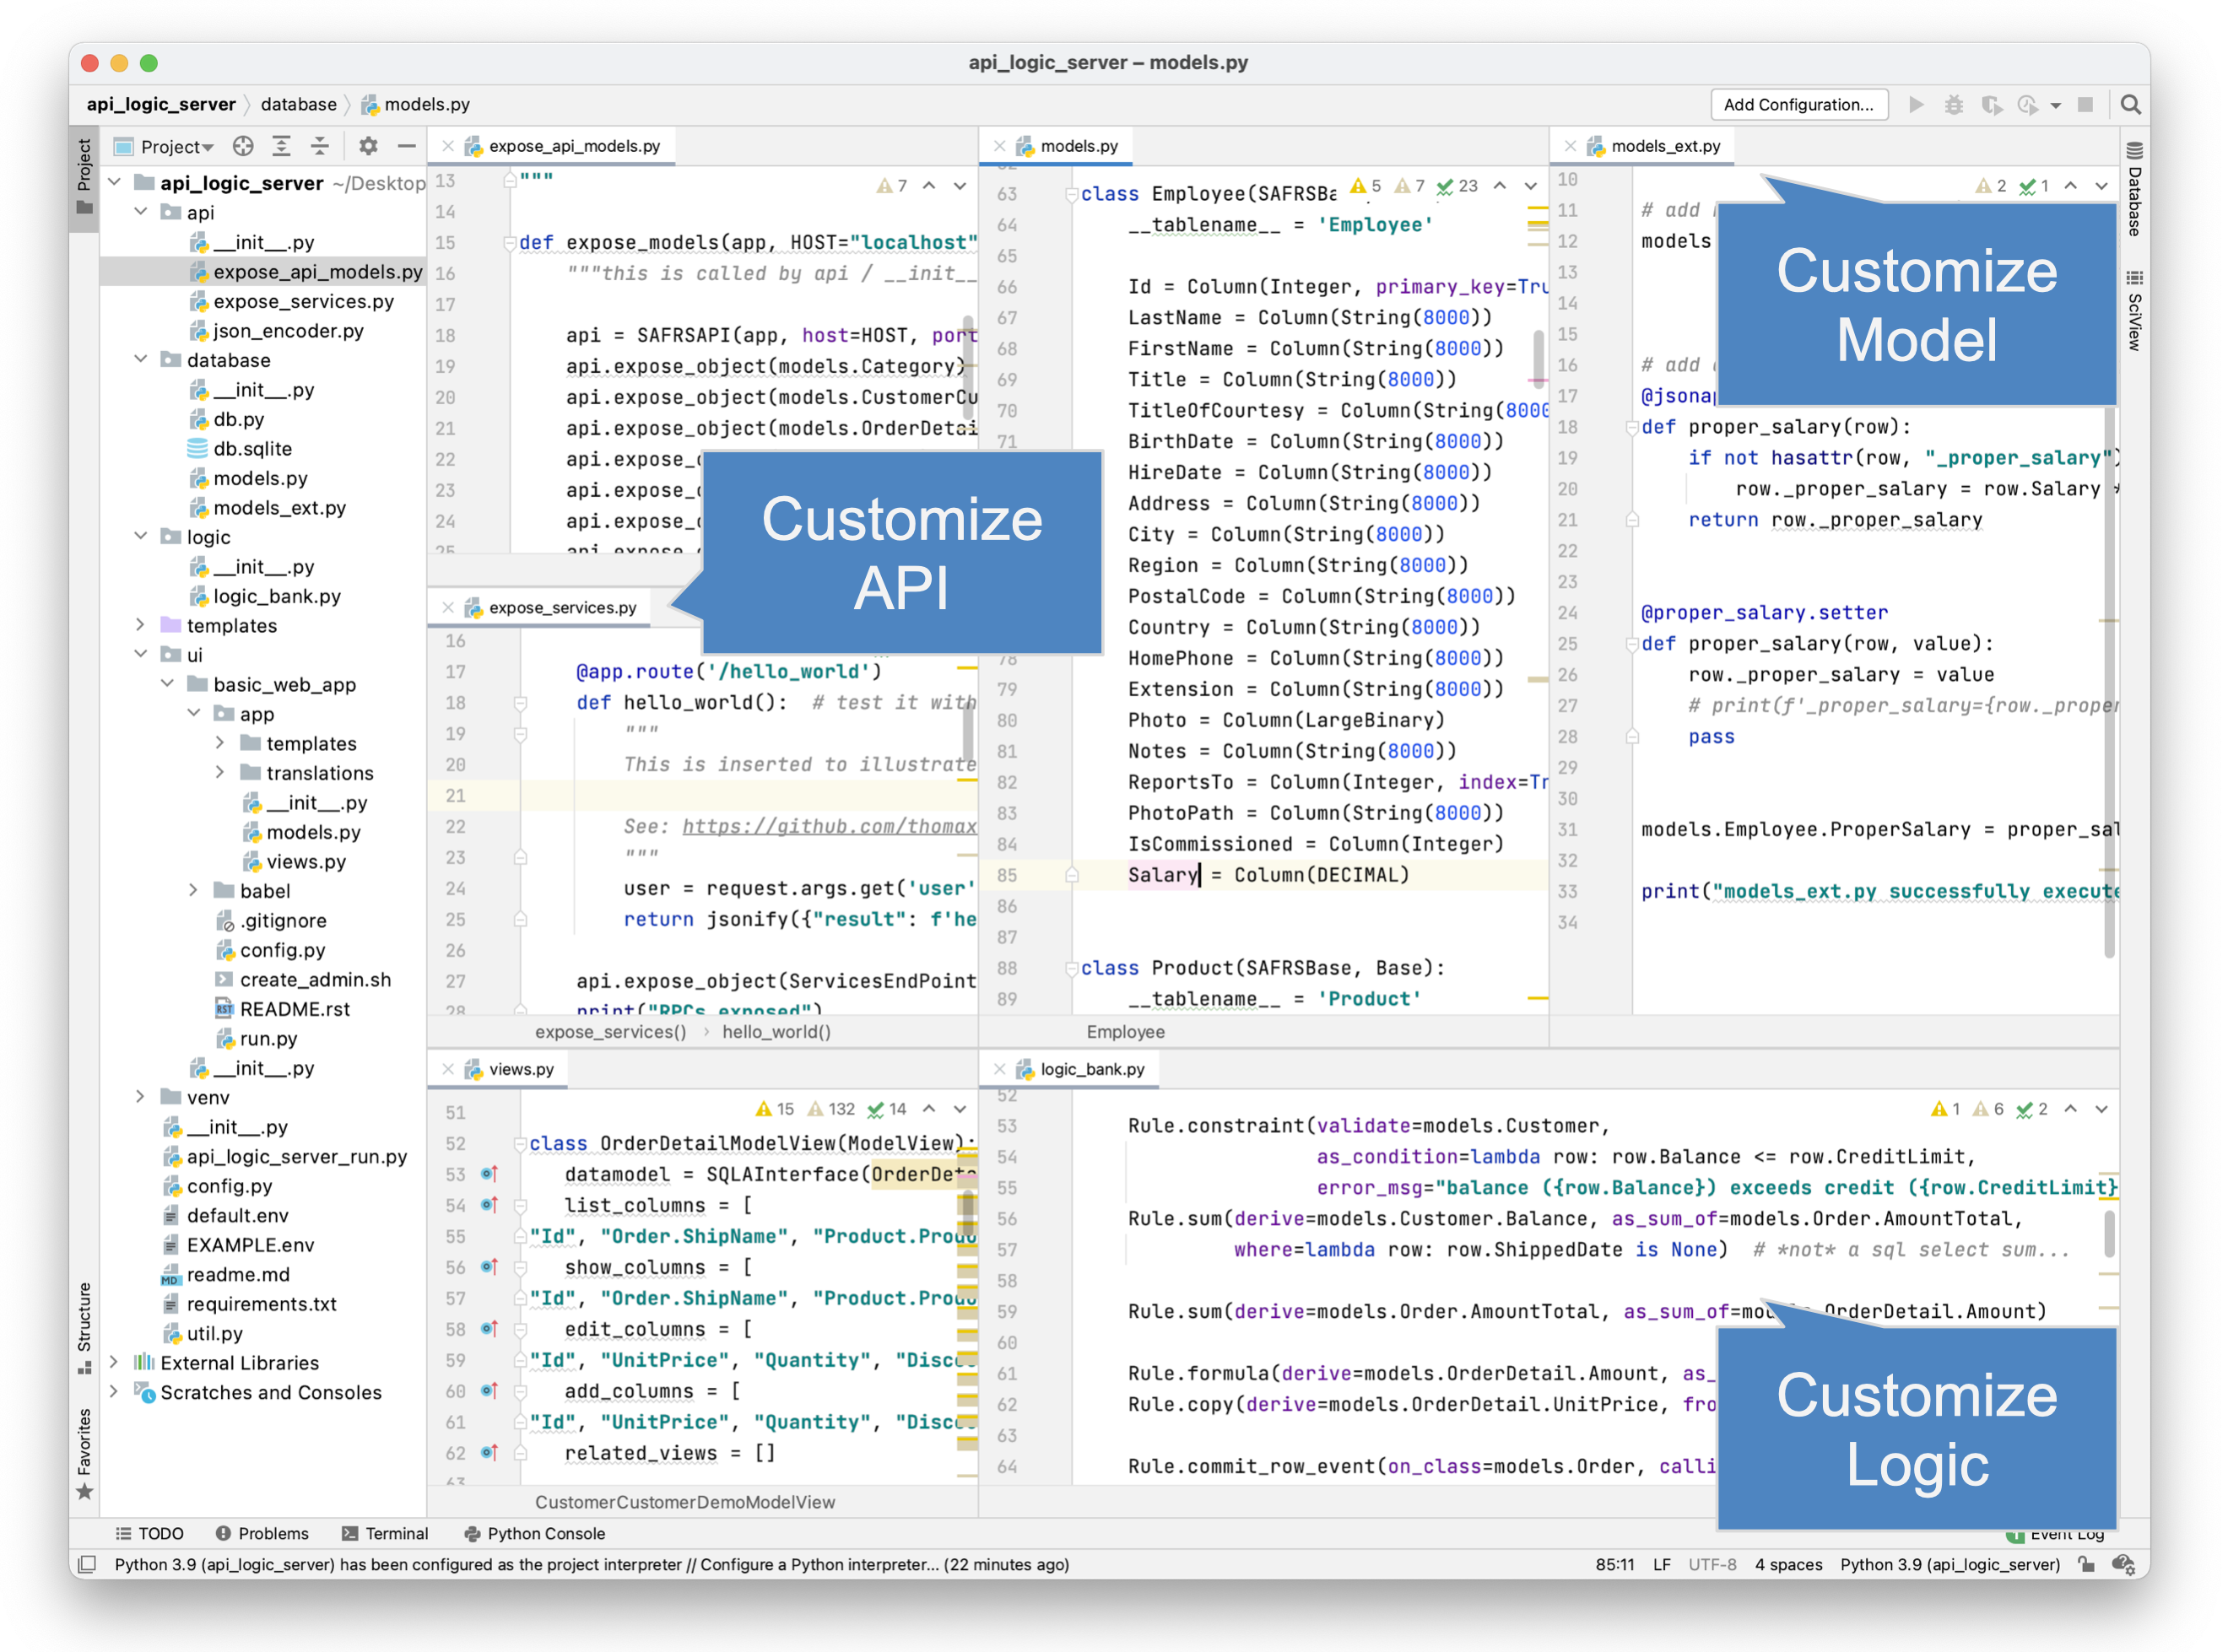 api_logic_server – models.py
api_logic_server database models.py
Add Configuration...
Project
Project
api_logic_server ~/Desktop
api
__init__.py
expose_api_models.py
expose_services.py
json_encoder.py
database
__init__.py
db.py
db.sqlite
models.py
models_ext.py
logic
__init__.py
logic_bank.py
templates
ui
basic_web_app
app
templates
translations
__init__.py
models.py
views.py
babel
.gitignore
config.py
create_admin.sh
README.rst
run.py
__init__.py
venv
__init__.py
api_logic_server_run.py
config.py
default.env
EXAMPLE.env
readme.md
requirements.txt
util.py
External Libraries
Scratches and Consoles
Structure
Favorites
expose_api_models.py
7
13 """
14
15 def expose_models(app, HOST="localhost"
16 """this is called by api / __init__
17
18 api = SAFRSAPI(app, host=HOST, port
19 api.expose_object(models.Category)
20 api.expose_object(models.CustomerCu
21 api.expose_object(models.OrderDetai
22 api.expose_
23 api.expose_
24 api.expose_
25 api.expose_
Customize
API
expose_services.py
16
17 @app.route('/hello_world')
18 def hello_world(): # test it with
19 """
20 This is inserted to illustrate
21
22 See: https://github.com/thomax
23 """
24 user = request.args.get('user'
25 return jsonify({"result": f'he
26
27 api.expose_object(ServicesEndPoint
28 print("RPCs exposed")
expose_services() › hello_world()
models.py
5 7 23
63 class Employee(SAFRSBa
64 __tablename__ = 'Employee'
65
66 Id = Column(Integer, primary_key=Tru
67 LastName = Column(String(8000))
68 FirstName = Column(String(8000))
69 Title = Column(String(8000))
70 TitleOfCourtesy = Column(String(8000
71 BirthDate = Column(String(8000))
HireDate = Column(String(8000))
Address = Column(String(8000))
City = Column(String(8000))
Region = Column(String(8000))
PostalCode = Column(String(8000))
Country = Column(String(8000))
78 HomePhone = Column(String(8000))
79 Extension = Column(String(8000))
80 Photo = Column(LargeBinary)
81 Notes = Column(String(8000))
82 ReportsTo = Column(Integer, index=Tr
83 PhotoPath = Column(String(8000))
84 IsCommissioned = Column(Integer)
85 Salary = Column(DECIMAL)
86
87
88 class Product(SAFRSBase, Base):
89 __tablename__ = 'Product'
Employee
models_ext.py
2 1
10
11 # add
12 models
13
14
15
16 # add
17 @jsona
18 def proper_salary(row):
19 if not hasattr(row, "_proper_salary")
20 row._proper_salary = row.Salary *
21 return row._proper_salary
22
23
24 @proper_salary.setter
25 def proper_salary(row, value):
26 row._proper_salary = value
27 # print(f'_proper_salary={row._proper
28 pass
29
30
31 models.Employee.ProperSalary = proper_sal
32
33 print("models_ext.py successfully execute
34
Customize
Model
Database
SciView
views.py
15 132 14
51
52 class OrderDetailModelView(ModelView):
53 datamodel = SQLAInterface(OrderDeta
54 list_columns = [
55 "Id", "Order.ShipName", "Product.Produ
56 show_columns = [
57 "Id", "Order.ShipName", "Product.Produ
58 edit_columns = [
59 "Id", "UnitPrice", "Quantity", "Disco
60 add_columns = [
61 "Id", "UnitPrice", "Quantity", "Disco
62 related_views = []
63
CustomerCustomerDemoModelView
logic_bank.py
1 6 2
52
53 Rule.constraint(validate=models.Customer,
54 as_condition=lambda row: row.Balance <= row.CreditLimit,
55 error_msg="balance ({row.Balance}) exceeds credit ({row.CreditLimit}
56 Rule.sum(derive=models.Customer.Balance, as_sum_of=models.Order.AmountTotal,
57 where=lambda row: row.ShippedDate is None) # *not* a sql select sum...
58
59 Rule.sum(derive=models.Order.AmountTotal, as_sum_of=models.OrderDetail.Amount)
60
61 Rule.formula(derive=models.OrderDetail.Amount, as_
62 Rule.copy(derive=models.OrderDetail.UnitPrice, fro
63
64 Rule.commit_row_event(on_class=models.Order, calli
Customize
Logic
TODO Problems Terminal Python Console Event Log
Python 3.9 (api_logic_server) has been configured as the project interpreter // Configure a Python interpreter... (22 minutes ago) 85:11 LF UTF-8 4 spaces Python 3.9 (api_logic_server)